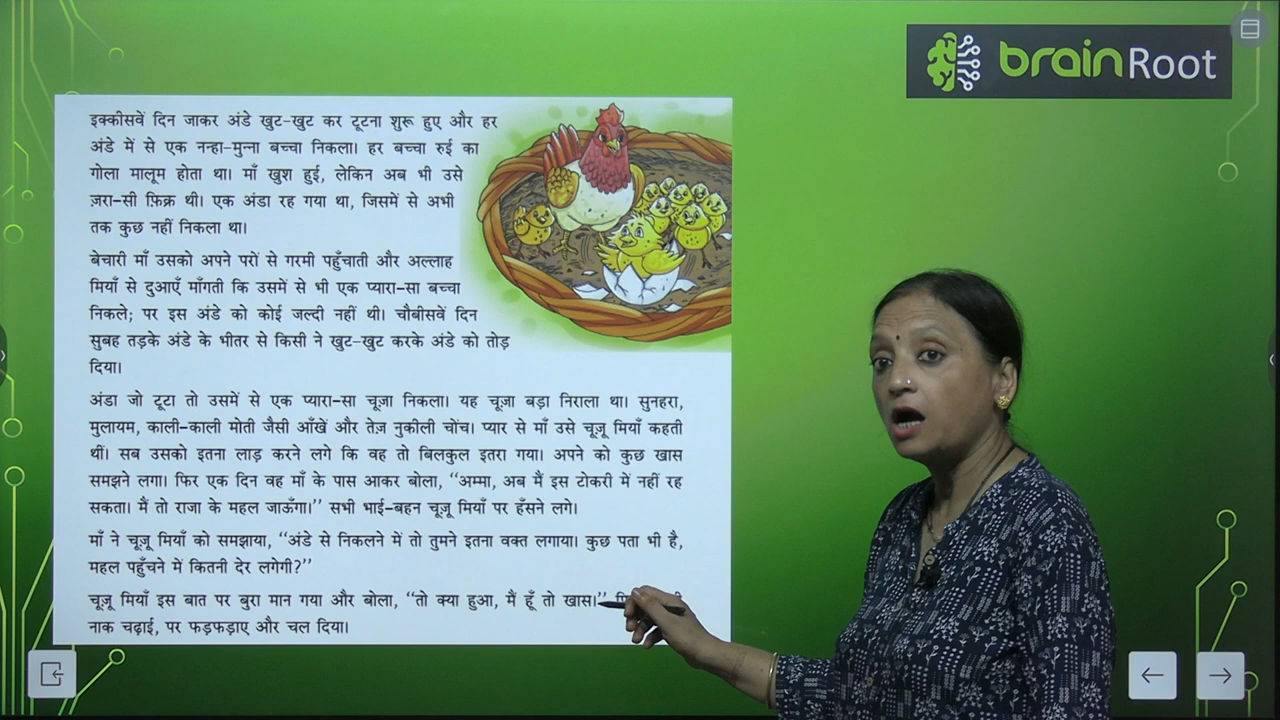 brainRoot
इक्कीसवें दिन जाकर अंडे खुट-खुट कर टूटना शुरू हुए और हर
अंडे में से एक नन्हा-मुन्ना बच्चा निकला। हर बच्चा रुई का
गोला मालूम होता था। माँ खुश हुई, लेकिन अब भी उसे
ज़रा-सी फ़िक्र थी। एक अंडा रह गया था, जिसमें से अभी
तक कुछ नहीं निकला था।
बेचारी माँ उसको अपने परों से गरमी पहुँचाती और अल्लाह
मियाँ से दुआएँ माँगती कि उसमें से भी एक प्यारा-सा बच्चा
निकले; पर इस अंडे को कोई जल्दी नहीं थी। चौबीसवें दिन
सुबह तड़के अंडे के भीतर से किसी ने खुट-खुट करके अंडे को तोड़
दिया।
अंडा जो टूटा तो उसमें से एक प्यारा-सा चूज़ा निकला। यह चूज़ा बड़ा निराला था। सुनहरा,
मुलायम, काली-काली मोती जैसी आँखें और तेज़ नुकीली चोंच। प्यार से माँ उसे चूज़ू मियाँ कहती
थीं। सब उसको इतना लाड़ करने लगे कि वह तो बिलकुल इतरा गया। अपने को कुछ खास
समझने लगा। फिर एक दिन वह माँ के पास आकर बोला, “अम्मा, अब मैं इस टोकरी में नहीं रह
सकता। मैं तो राजा के महल जाऊँगा।” सभी भाई-बहन चूज़ू मियाँ पर हँसने लगे।
माँ ने चूज़ू मियाँ को समझाया, “अंडे से निकलने में तो तुमने इतना वक्त लगाया। कुछ पता भी है,
महल पहुँचने में कितनी देर लगेगी?”
चूज़ू मियाँ इस बात पर बुरा मान गया और बोला, “तो क्या हुआ, मैं हूँ तो खास।”
नाक चढ़ाई, पर फड़फड़ाए और चल दिया।